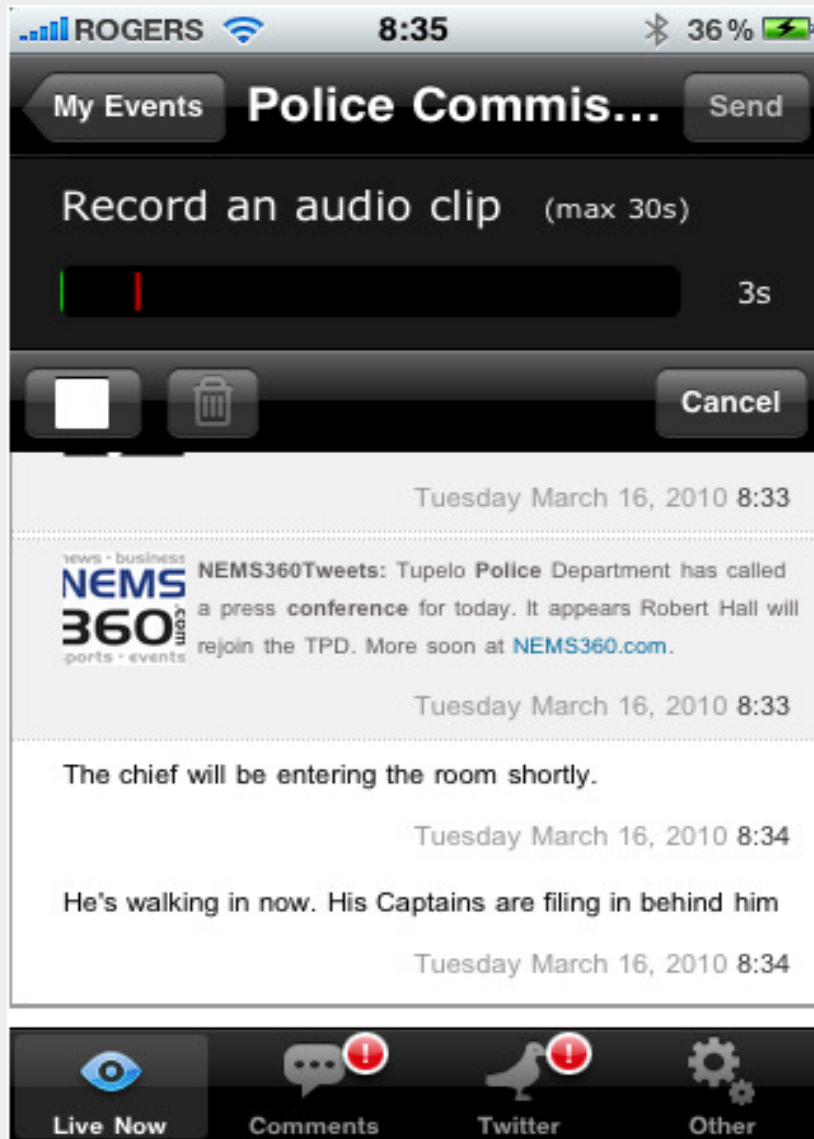 ROGERS 8:35 36%
My Events Police Commis... Send
Record an audio clip (max 30s)
3s
Cancel
Tuesday March 16, 2010 8:33
news - business
NEMS
360
.com
ports - events
NEMS360Tweets: Tupelo Police Department has called
a press conference for today. It appears Robert Hall will
rejoin the TPD. More soon at NEMS360.com.
Tuesday March 16, 2010 8:33
The chief will be entering the room shortly.
Tuesday March 16, 2010 8:34
He's walking in now. His Captains are filing in behind him
Tuesday March 16, 2010 8:34
! !
Live Now Comments Twitter Other